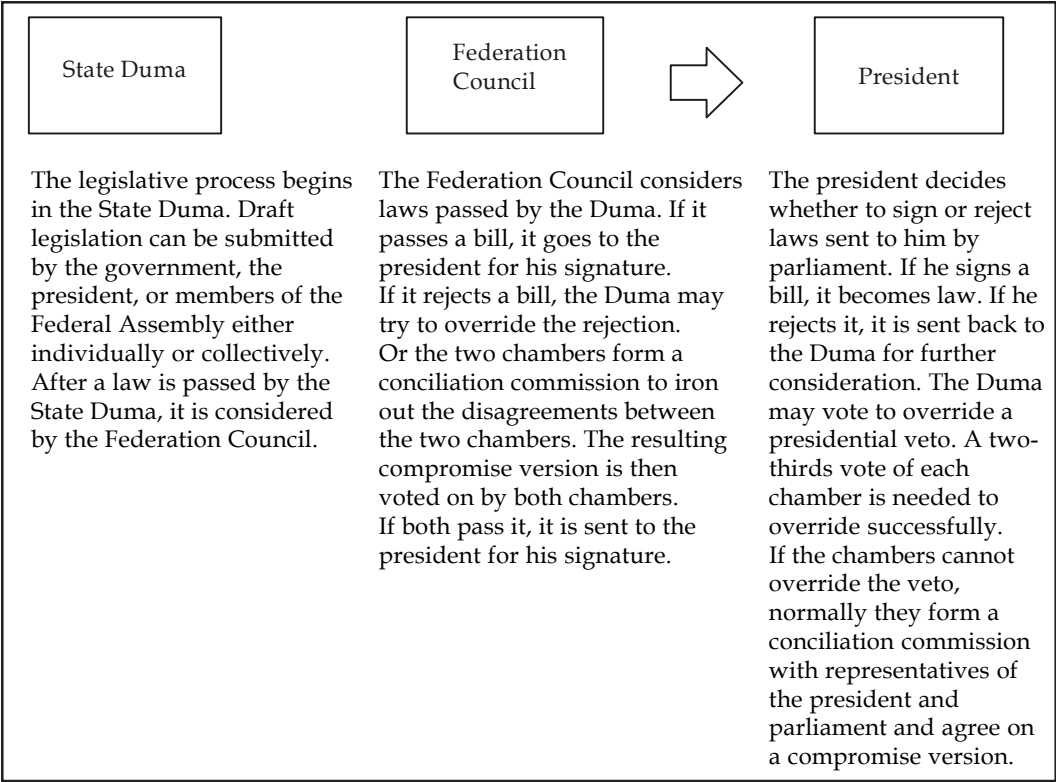 State Duma
Federation
Council
President
The legislative process begins
in the State Duma. Draft
legislation can be submitted
by the government, the
president, or members of the
Federal Assembly either
individually or collectively.
After a law is passed by the
State Duma, it is considered
by the Federation Council.
The Federation Council considers
laws passed by the Duma. If it
passes a bill, it goes to the
president for his signature.
If it rejects a bill, the Duma may
try to override the rejection.
Or the two chambers form a
conciliation commission to iron
out the disagreements between
the two chambers. The resulting
compromise version is then
voted on by both chambers.
If both pass it, it is sent to the
president for his signature.
The president decides
whether to sign or reject
laws sent to him by
parliament. If he signs a
bill, it becomes law. If he
rejects it, it is sent back to
the Duma for further
consideration. The Duma
may vote to override a
presidential veto. A two-
thirds vote of each
chamber is needed to
override successfully.
If the chambers cannot
override the veto,
normally they form a
conciliation commission
with representatives of
the president and
parliament and agree on
a compromise version.